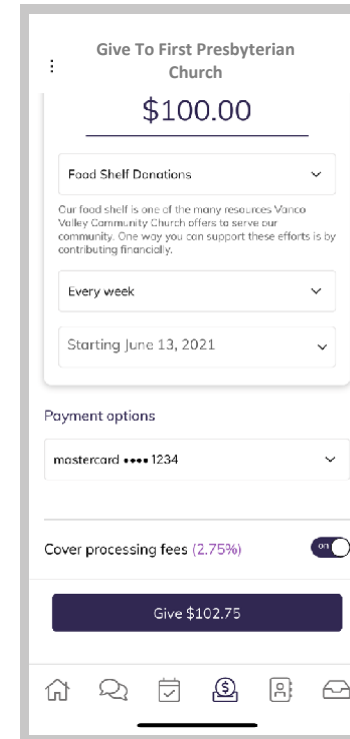 Give To First Presbyterian
Church
$100.00
Food Shelf Donations
Our food shelf is one of the many resources Vanco
Valley Community Church offers to serve our
community. One way you can support these efforts is by
contributing financially.
Every week
Starting June 13, 2021
Payment options
mastercard •••• 1234
Cover processing fees (2.75%)
on
Give $102.75